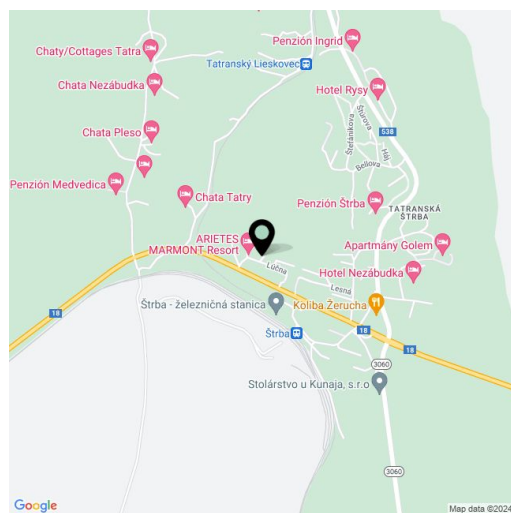 Chaty/Cottages Tatra
Penzión Ingrid
Tatranský Lieskovec
Chata Nezábudka
Hotel Rysy
Štúrova
Štefánikova
538
Chata Pleso
Háj
Bellova
Penzión Medvedica
Chata Tatry
Penzión Štrba
TATRANSKÁ
ŠTRBA
ARIETES
MARMONT Resort
Apartmány Golem
Lúčna
Hotel Nezábudka
Lesná
Štrba - železničná stanica
Koliba Žerucha
18
Štrba
18
18
3060
Stolárstvo u Kunaja, s.r.o
3060
Google
Map data ©2024